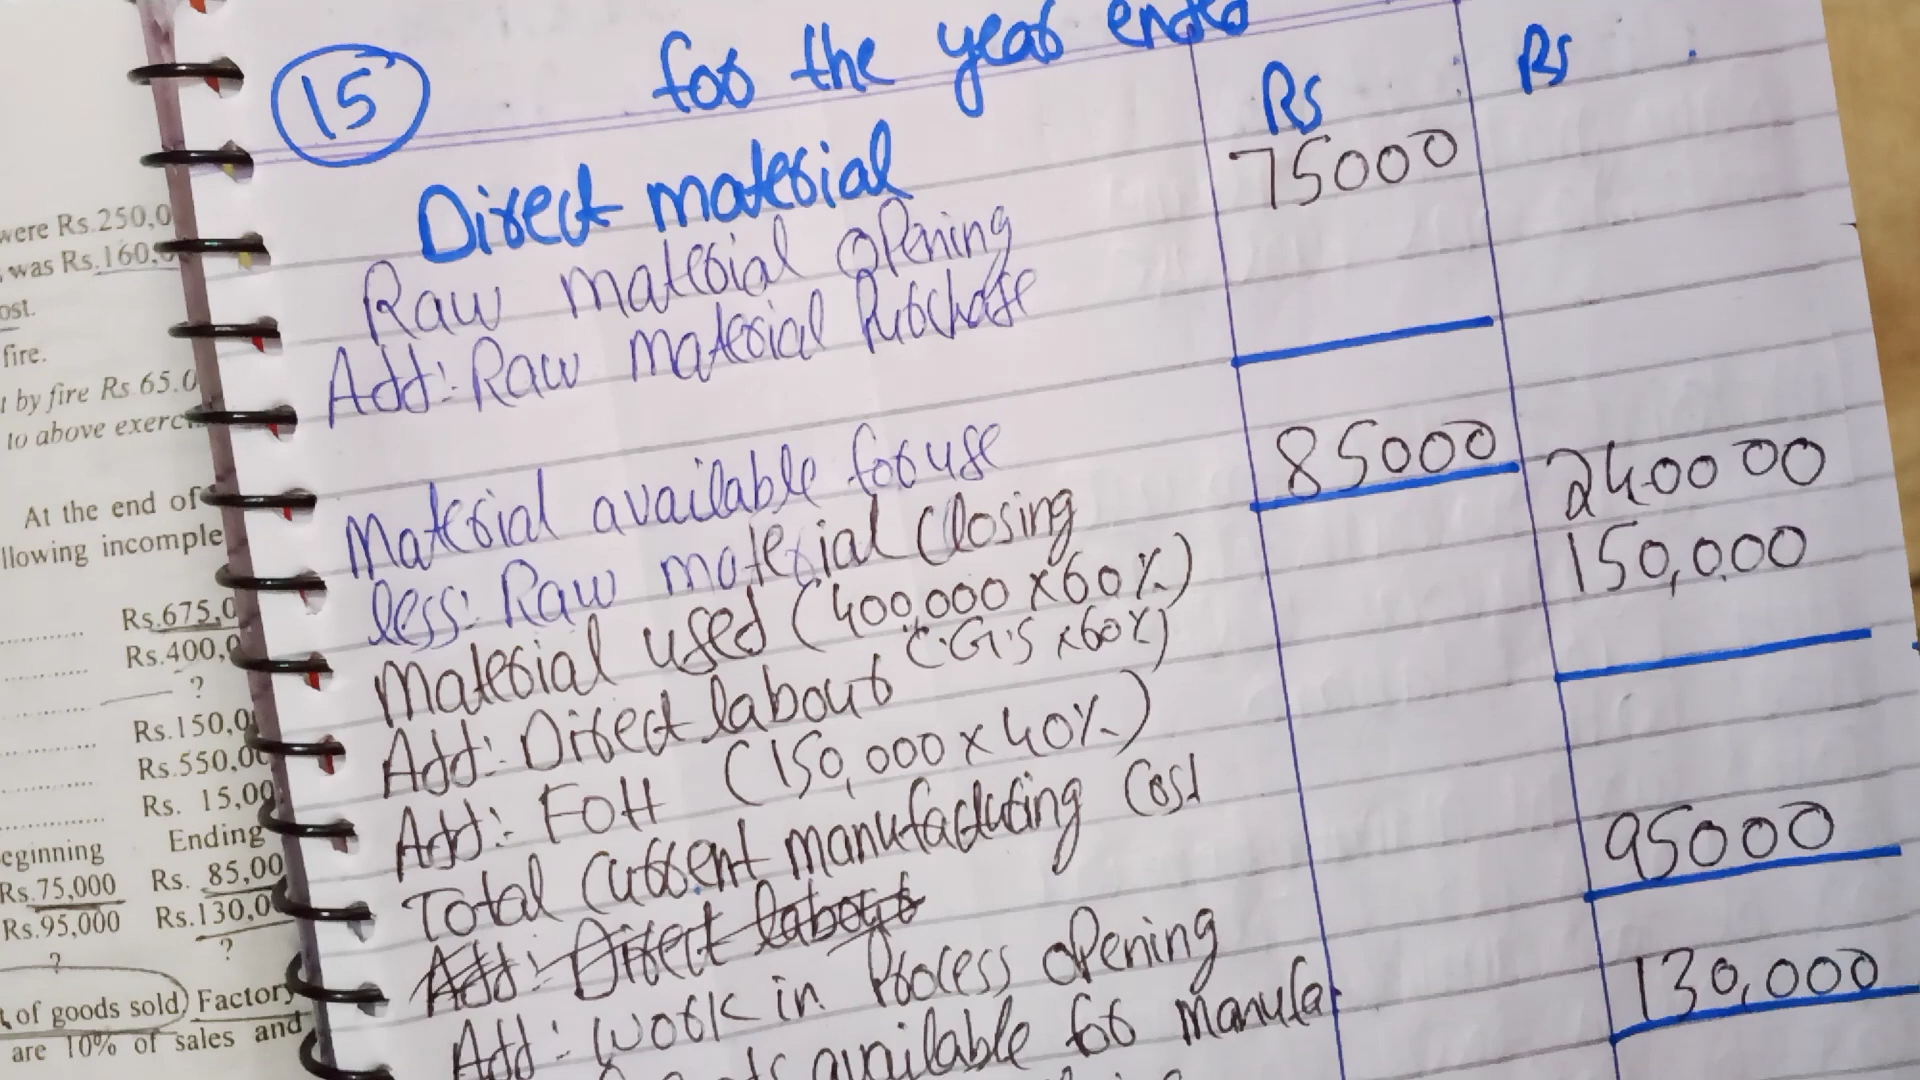 15 for the year ended
Rs Rs
Direct material
Raw material opening 75000
Add: Raw material Purchase
Material available for use
less: Raw material Closing 85000
Material used (400,000 x 60%) 240000
Add: Direct labour C.G.S x 60%) 150,000
Add: FOH (150,000 x 40%)
Total Current manufacturing Cost
Add: Direct labour
Add: Work in Process opening 95000
available for manufa
130,000
were Rs.250,0
was Rs.160,
ost.
fire.
by fire Rs 65.0
to above exerc
At the end of
llowing incomple
Rs.675,0
Rs.400,0
?
Rs.150,0
Rs.550,00
Rs. 15,00
eginning Ending
Rs.75,000 Rs. 85,00
Rs.95,000 Rs.130,0
? ?
of goods sold, Factory
are 10% of sales and